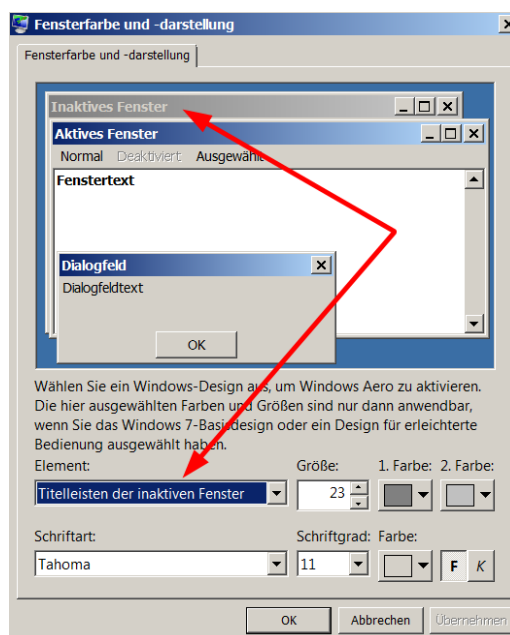 Fensterfarbe und -darstellung
Fensterfarbe und -darstellung
Inaktives Fenster
Aktives Fenster
Normal Deaktiviert Ausgewählt
Fenstertext
Dialogfeld
Dialogfeldtext
OK
Wählen Sie ein Windows-Design aus, um Windows Aero zu aktivieren.
Die hier ausgewählten Farben und Größen sind nur dann anwendbar,
wenn Sie das Windows 7-Basisdesign oder ein Design für erleichterte
Bedienung ausgewählt haben.
Element: Größe: 1. Farbe: 2. Farbe:
Titelleisten der inaktiven Fenster 23
Schriftart: Schriftgrad: Farbe:
Tahoma 11 F K
OK Abbrechen Übernehmen